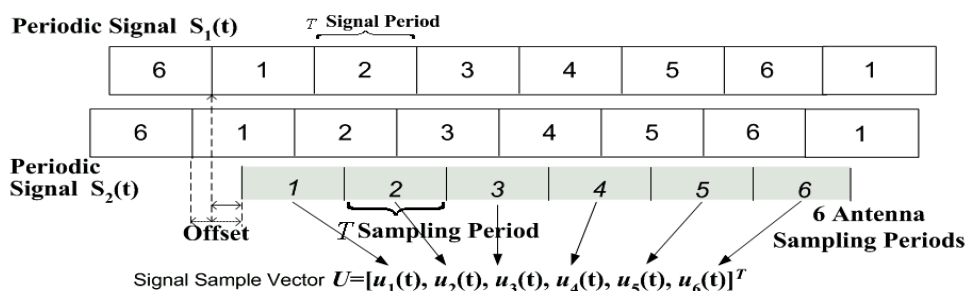 T Signal Period
Periodic Signal S₁(t)
6 1 2 3 4 5 6 1
6 1 2 3 4 5 6 1
Periodic
Signal S₂(t)
1 2 3 4 5 6
Offset
T Sampling Period
6 Antenna
Sampling Periods
Signal Sample Vector U=[u₁(t), u₂(t), u₃(t), u₄(t), u₅(t), u₆(t)]ᵀ